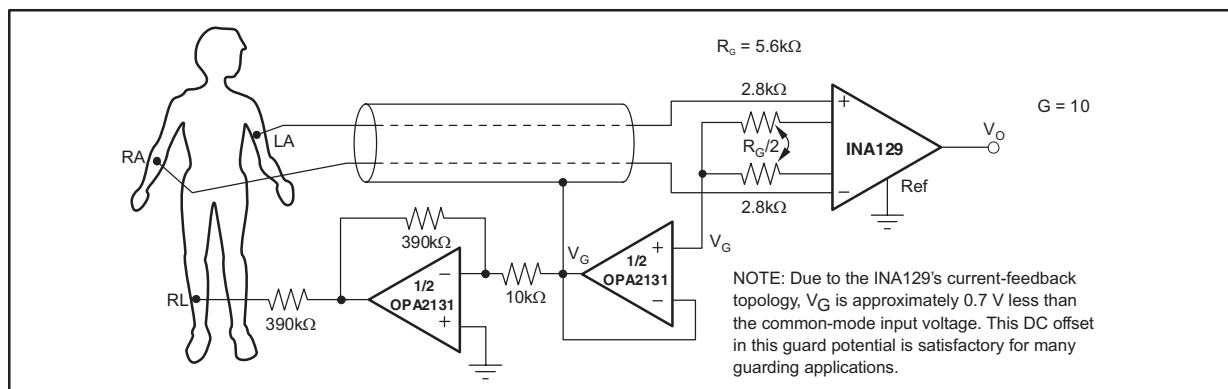 R_G = 5.6kΩ
2.8kΩ
G = 10
+
V_O
LA
RA
R_G/2
INA129
−
Ref
2.8kΩ
390kΩ
V_G
+
V_G
1/2
OPA2131
−
1/2
OPA2131
−
+
10kΩ
RL
390kΩ
NOTE: Due to the INA129's current-feedback
topology, V_G is approximately 0.7 V less than
the common-mode input voltage. This DC offset
in this guard potential is satisfactory for many
guarding applications.